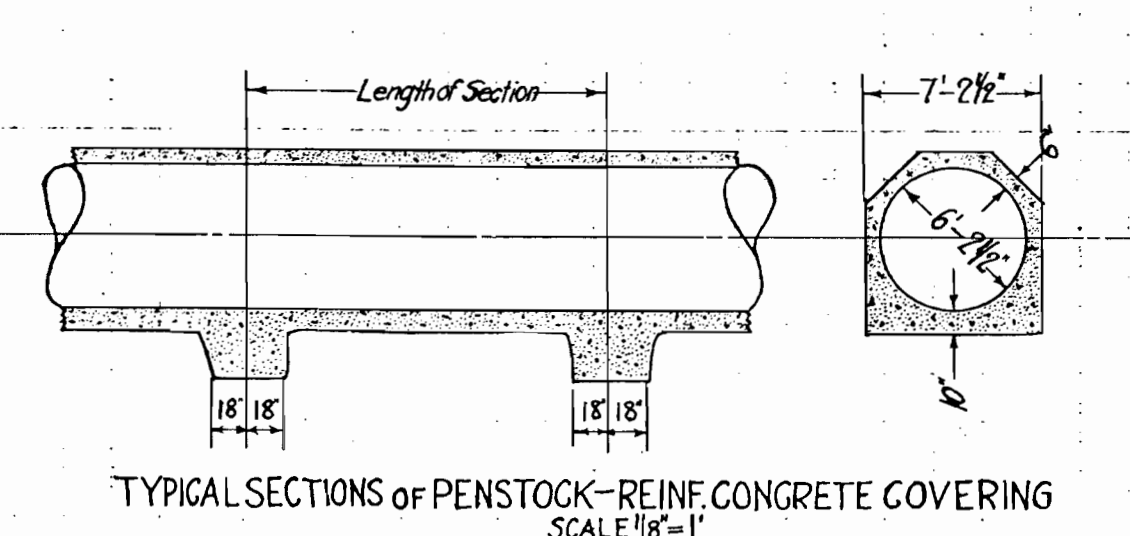 Length of Section
7'-2½"
6"
6'-2½"
10"
18" 18"
18" 18"
TYPICAL SECTIONS OF PENSTOCK-REINF. CONCRETE COVERING
SCALE 1/8"=1'